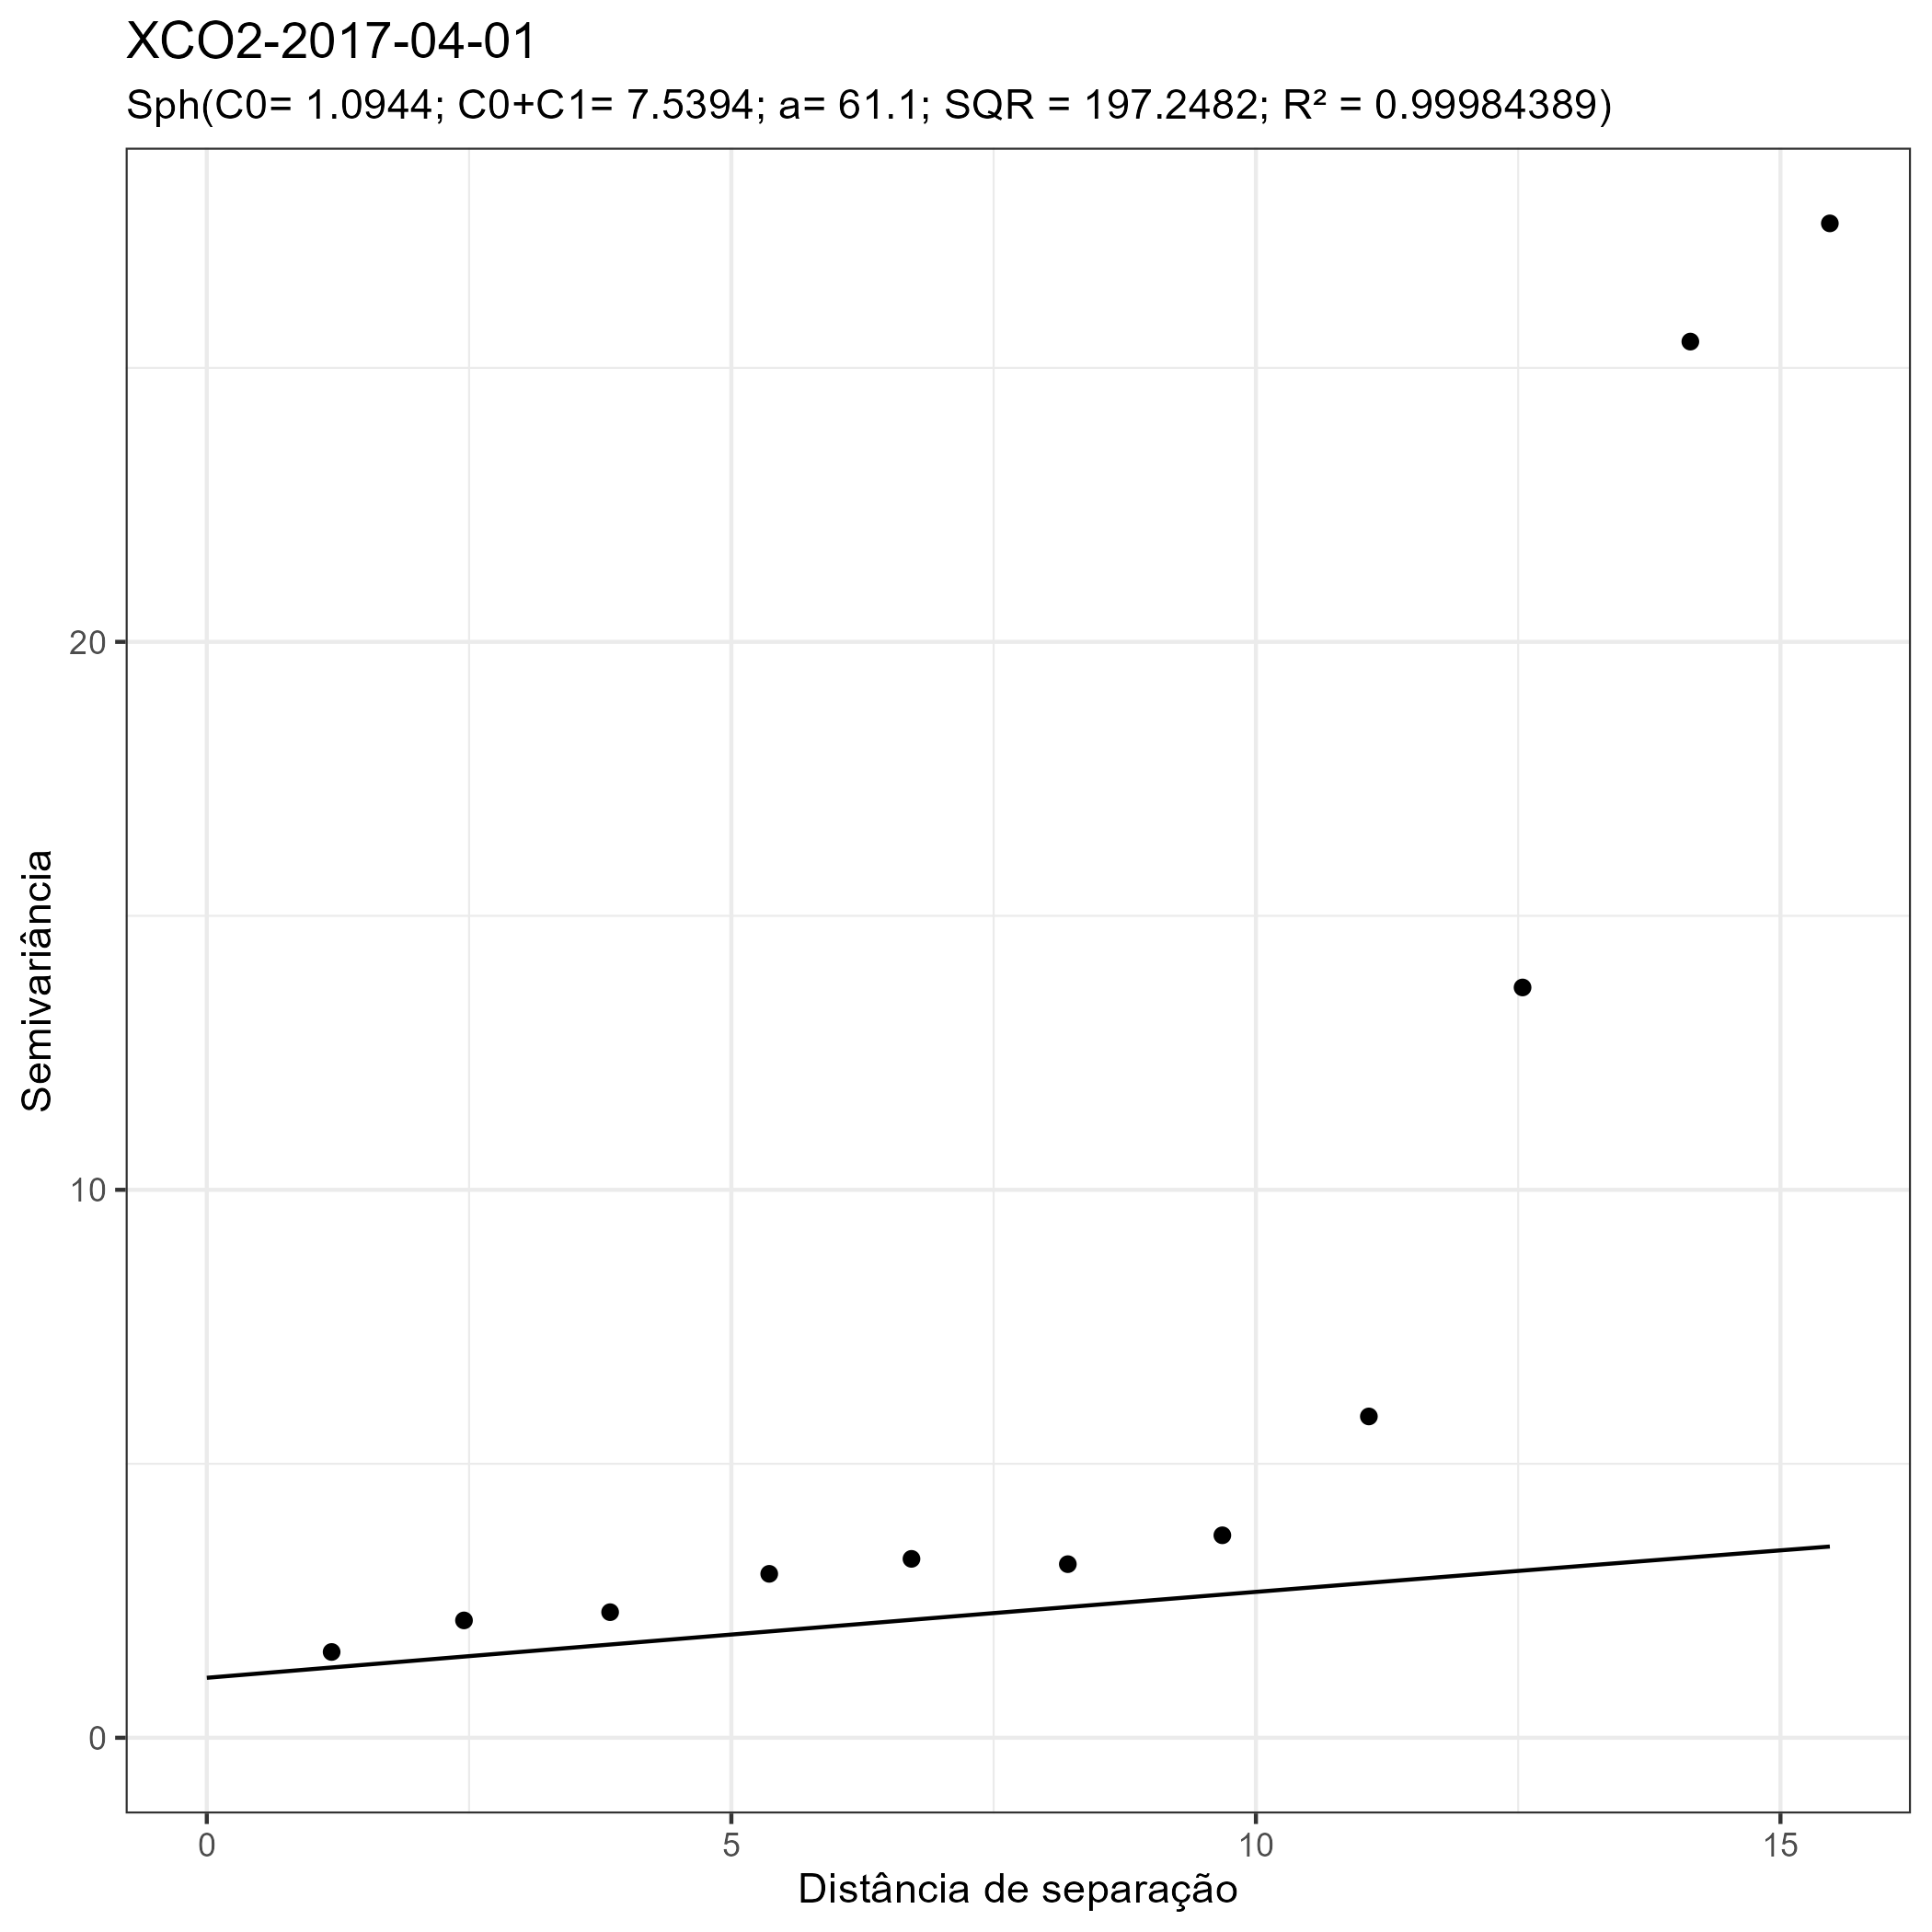 XCO2-2017-04-01
Sph(C0= 1.0944; C0+C1= 7.5394; a= 61.1; SQR = 197.2482; R² = 0.99984389)
Semivariância
20
10
0
0 5 10 15
Distância de separação